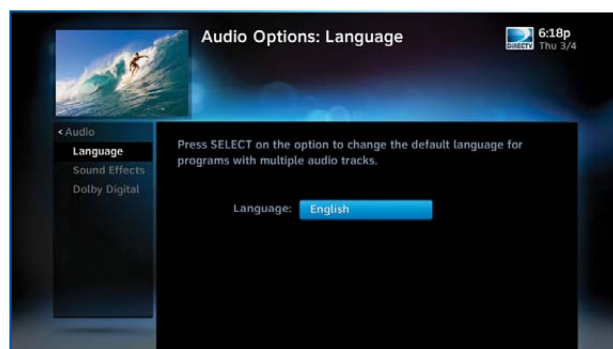 Audio Options: Language
DIRECTV
6:18p
Thu 3/4
<Audio
Language
Sound Effects
Dolby Digital
Press SELECT on the option to change the default language for
programs with multiple audio tracks.
Language: English